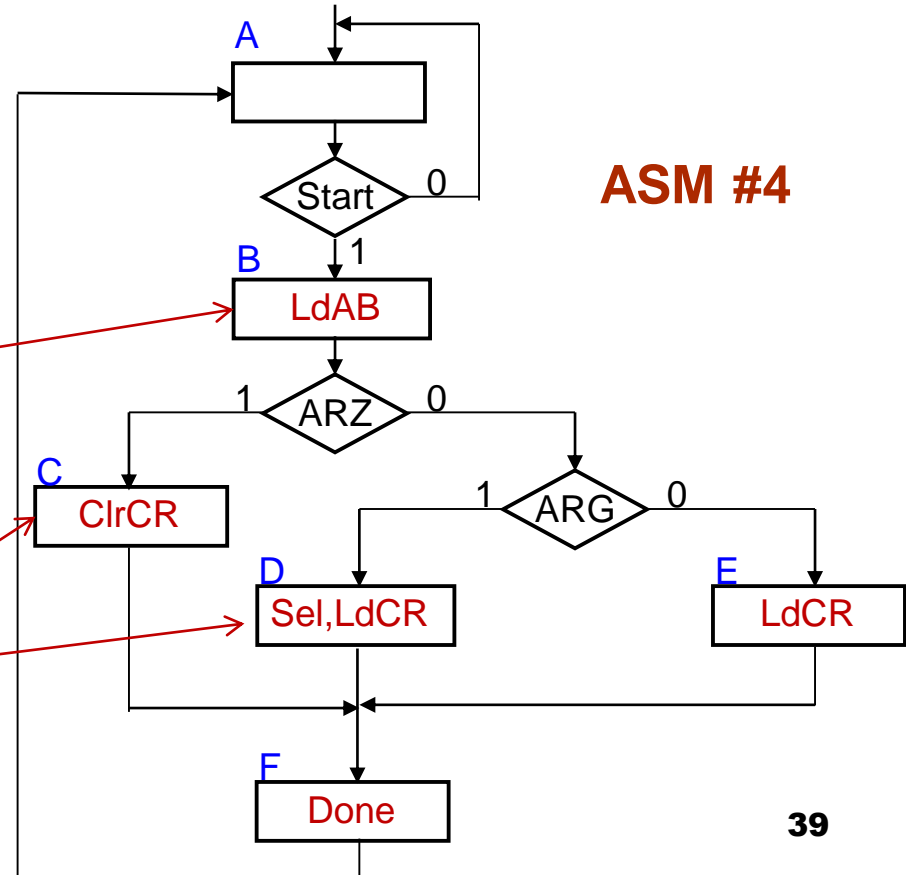 A
Start
0
ASM #4
1
B
LdAB
1
ARZ
0
C
ClrCR
1
ARG
0
D
Sel,LdCR
E
LdCR
F
Done
39